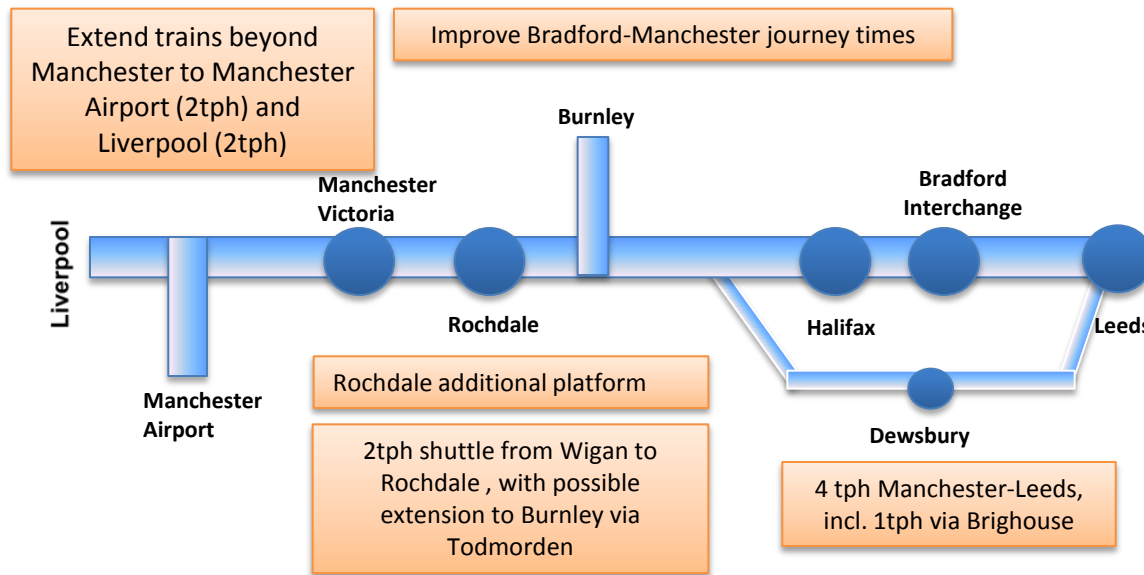 Extend trains beyond
Manchester to Manchester
Airport (2tph) and
Liverpool (2tph)
Improve Bradford-Manchester journey times
Burnley
Manchester
Victoria
Bradford
Interchange
Liverpool
Rochdale
Halifax
Leeds
Manchester
Airport
Rochdale additional platform
Dewsbury
2tph shuttle from Wigan to
Rochdale , with possible
extension to Burnley via
Todmorden
4 tph Manchester-Leeds,
incl. 1tph via Brighouse